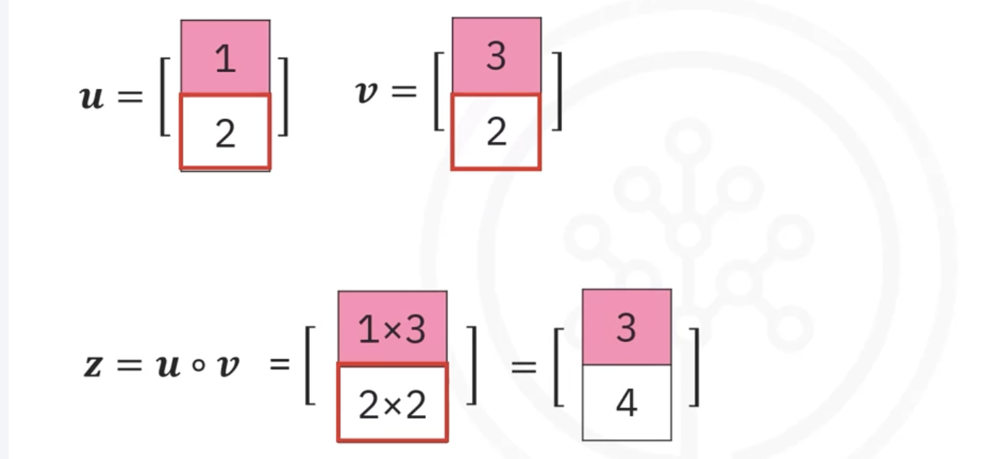 u = [ 1 2 ] v = [ 3 2 ]
z = u ∘ v = [ 1×3 2×2 ] = [ 3 4 ]